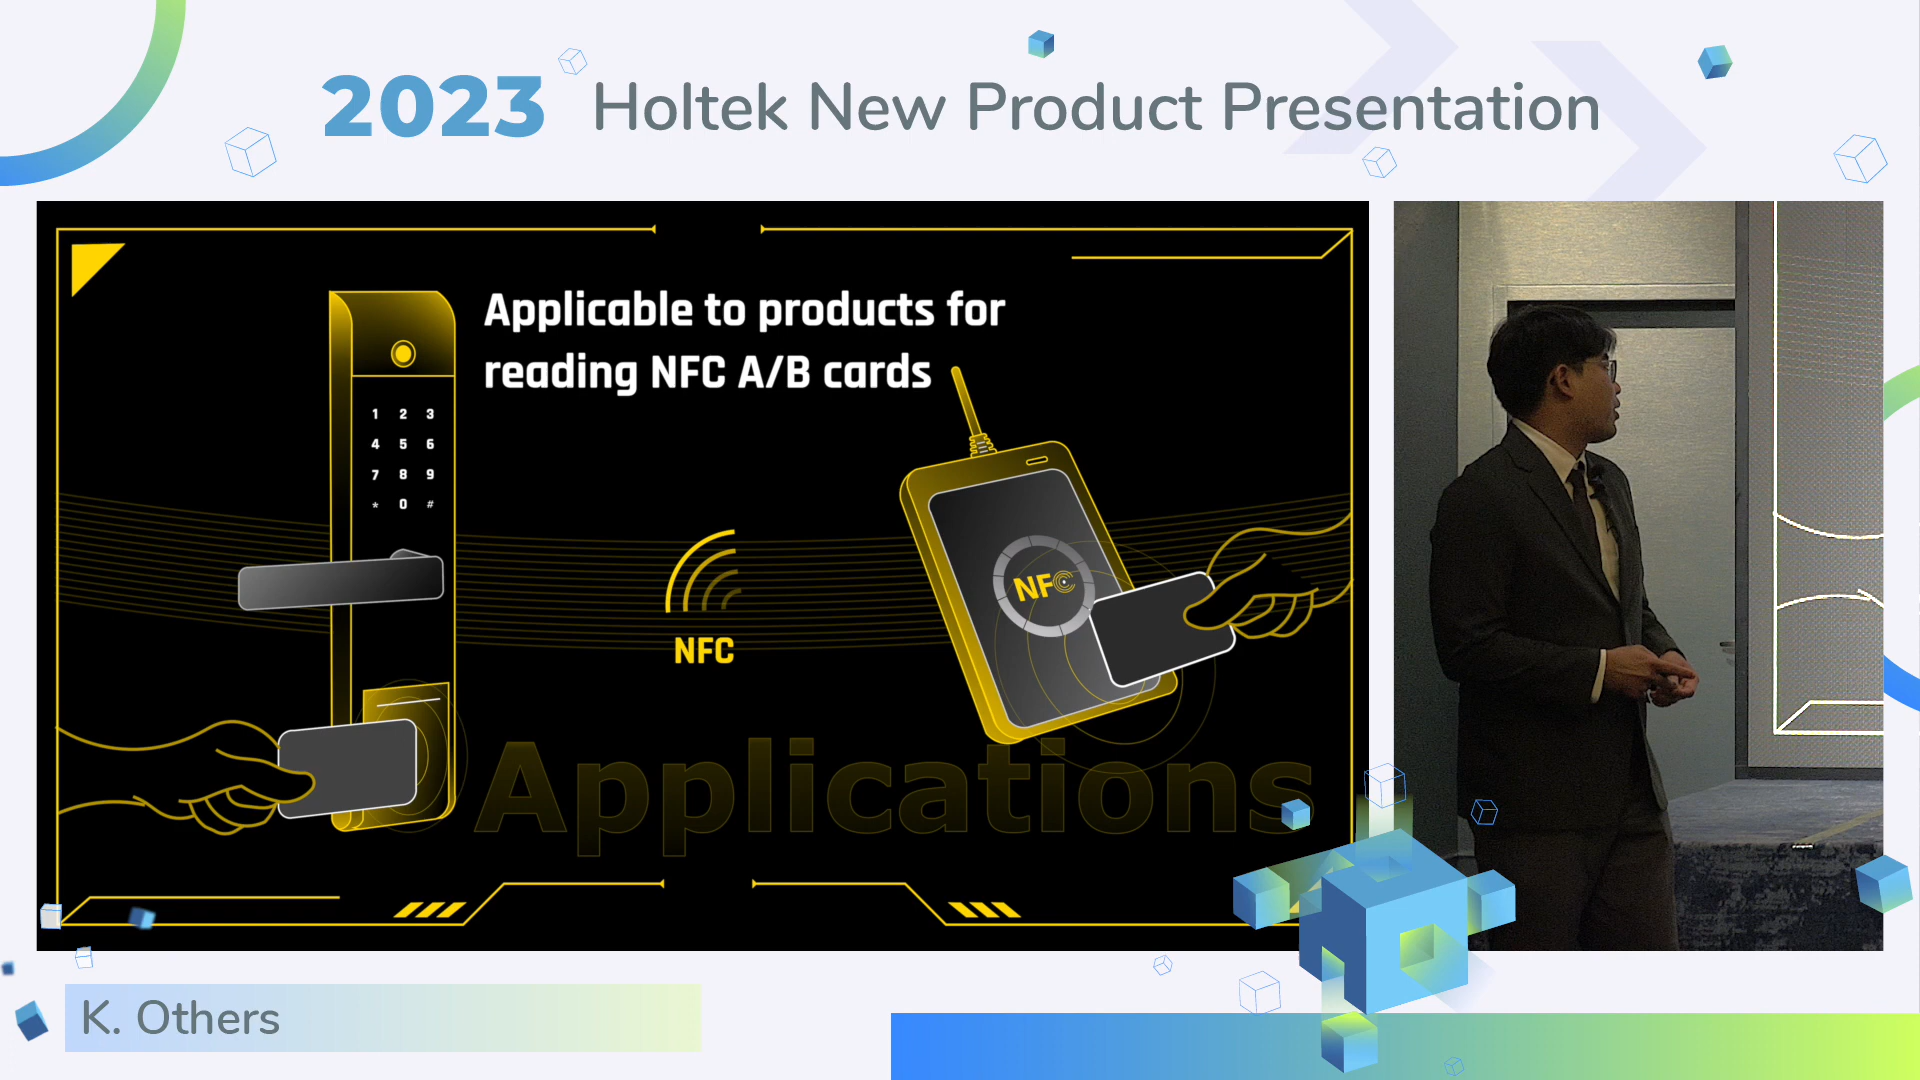 2023 Holtek New Product Presentation
Applicable to products for
reading NFC A/B cards
1 2 3
4 5 6
7 8 9
* 0 #
NFC
NFC
Applications
K. Others